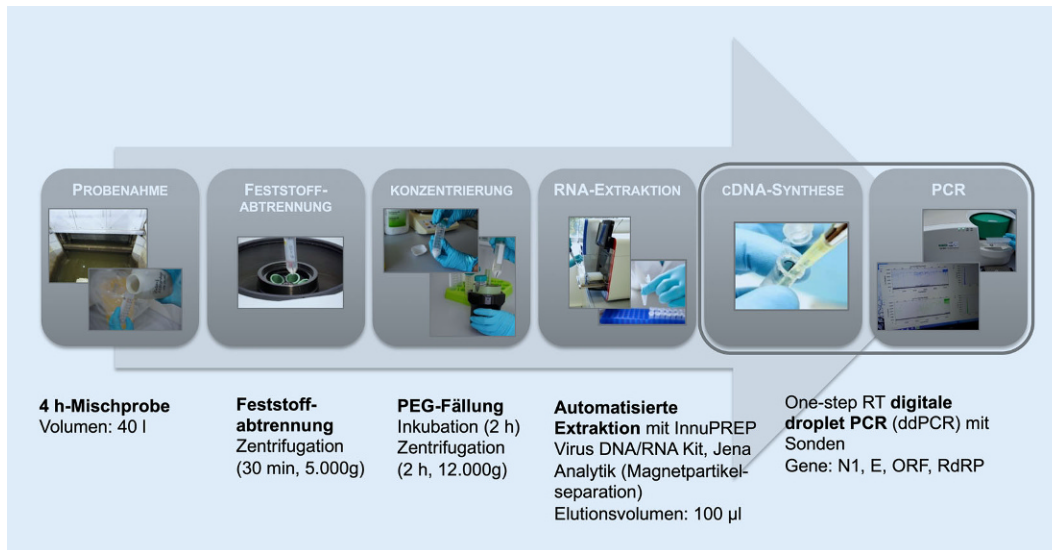 PROBENAHME
FESTSTOFF-
ABTRENNUNG
KONZENTRIERUNG
RNA-EXTRAKTION
CDNA-SYNTHESE
PCR
4 h-Mischprobe
Volumen: 40 l
Feststoff-
abtrennung
Zentrifugation
(30 min, 5.000g)
PEG-Fällung
Inkubation (2 h)
Zentrifugation
(2 h, 12.000g)
Automatisierte
Extraktion mit InnuPREP
Virus DNA/RNA Kit, Jena
Analytik (Magnetpartikel-
separation)
Elutionsvolumen: 100 µl
One-step RT digitale
droplet PCR (ddPCR) mit
Sonden
Gene: N1, E, ORF, RdRP